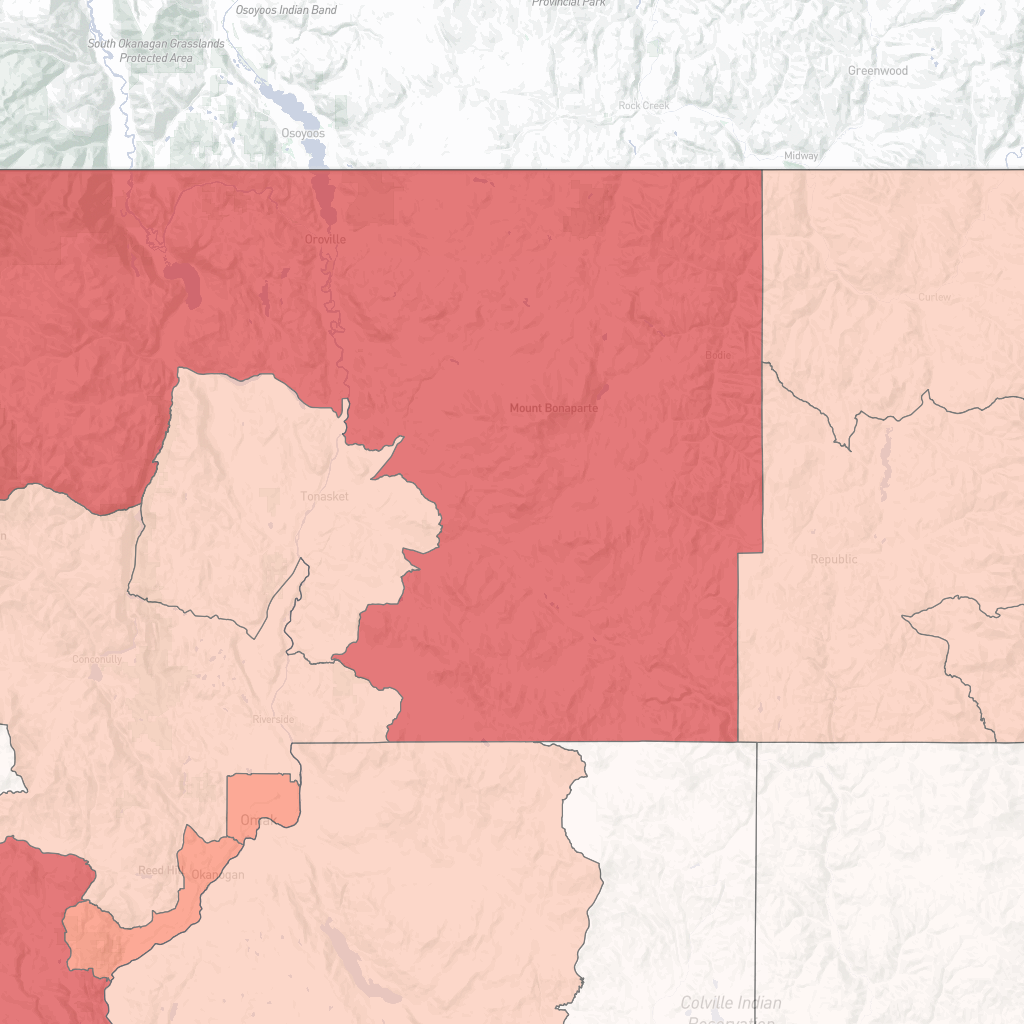 Osoyoos Indian Band
Provincial Park
South Okanagan Grasslands
Protected Area
Greenwood
Rock Creek
Osoyoos
Midway
Oroville
Curlew
Bodie
Mount Bonaparte
Tonasket
Republic
Conconully
Riverside
Omak
Reed Hill
Okanogan
Colville Indian
Reservation